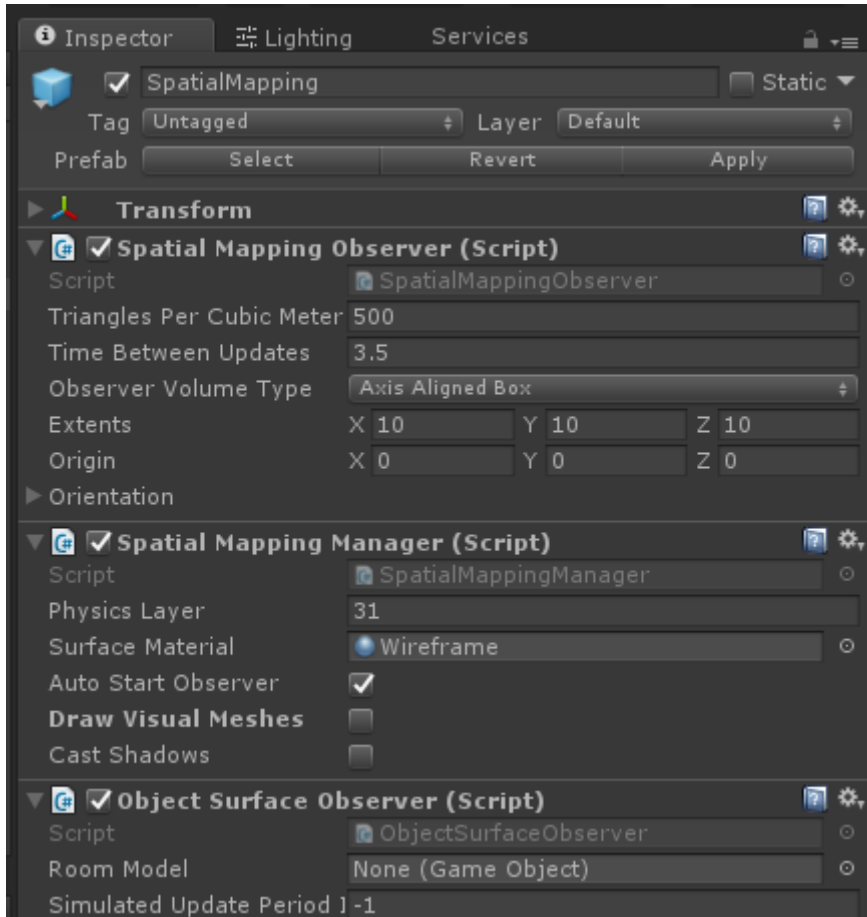 Inspector Lighting Services
SpatialMapping Static
Tag Untagged Layer Default
Prefab Select Revert Apply
Transform
Spatial Mapping Observer (Script)
Script SpatialMappingObserver
Triangles Per Cubic Meter 500
Time Between Updates 3.5
Observer Volume Type Axis Aligned Box
Extents X 10 Y 10 Z 10
Origin X 0 Y 0 Z 0
Orientation
Spatial Mapping Manager (Script)
Script SpatialMappingManager
Physics Layer 31
Surface Material Wireframe
Auto Start Observer
Draw Visual Meshes
Cast Shadows
Object Surface Observer (Script)
Script ObjectSurfaceObserver
Room Model None (Game Object)
Simulated Update Period -1